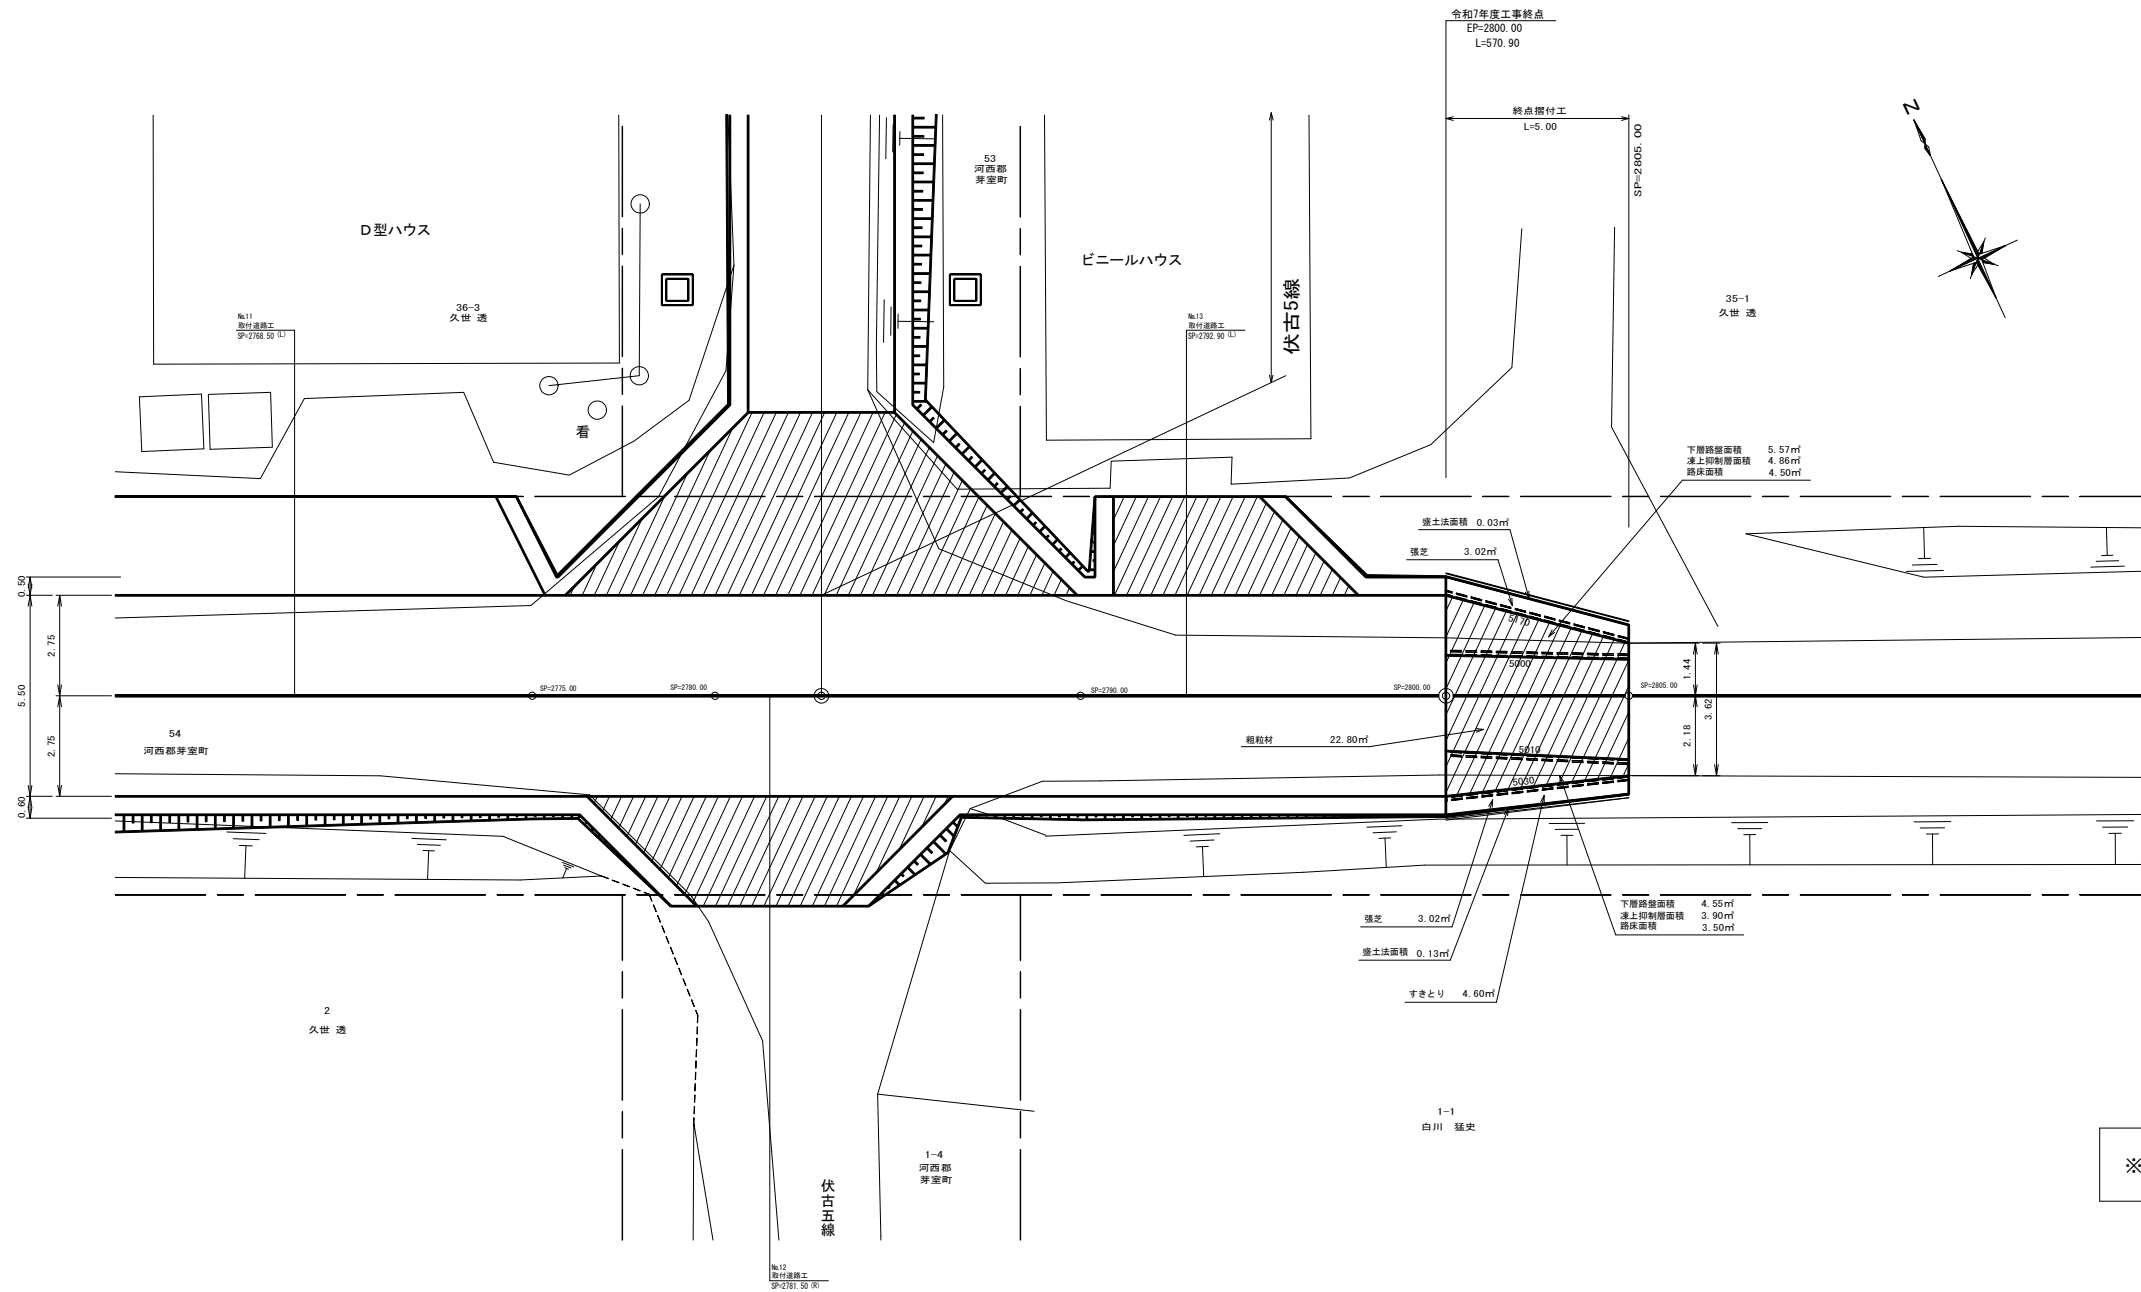 令和7年度工事終点
EP=2800.00
L=570.90
終点摺付工
L=5.00
SP=2805.00
N
53
河西郡
芽室町
D型ハウス
ビニールハウス
伏古5線
36-3
久世 透
35-1
久世 透
No.11
取付道路工
SP=2768.50 (L)
No.13
取付道路工
SP=2792.90 (L)
看
下層路盤面積 5.57㎡
凍上抑制層面積 4.86㎡
路床面積 4.50㎡
盛土法面積 0.03㎡
張芝 3.02㎡
0.50
2.75
5.50
2.75
0.60
5170
5000
1.44
3.62
2.18
SP=2775.00
SP=2780.00
SP=2790.00
SP=2800.00
SP=2805.00
54
河西郡芽室町
粗粒材 22.80㎡
5010
5030
張芝 3.02㎡
盛土法面積 0.13㎡
すきとり 4.60㎡
下層路盤面積 4.55㎡
凍上抑制層面積 3.90㎡
路床面積 3.50㎡
2
久世 透
1-1
白川 猛史
1-4
河西郡
芽室町
伏古五線
※
No.12
取付道路工
SP=2781.50 (R)